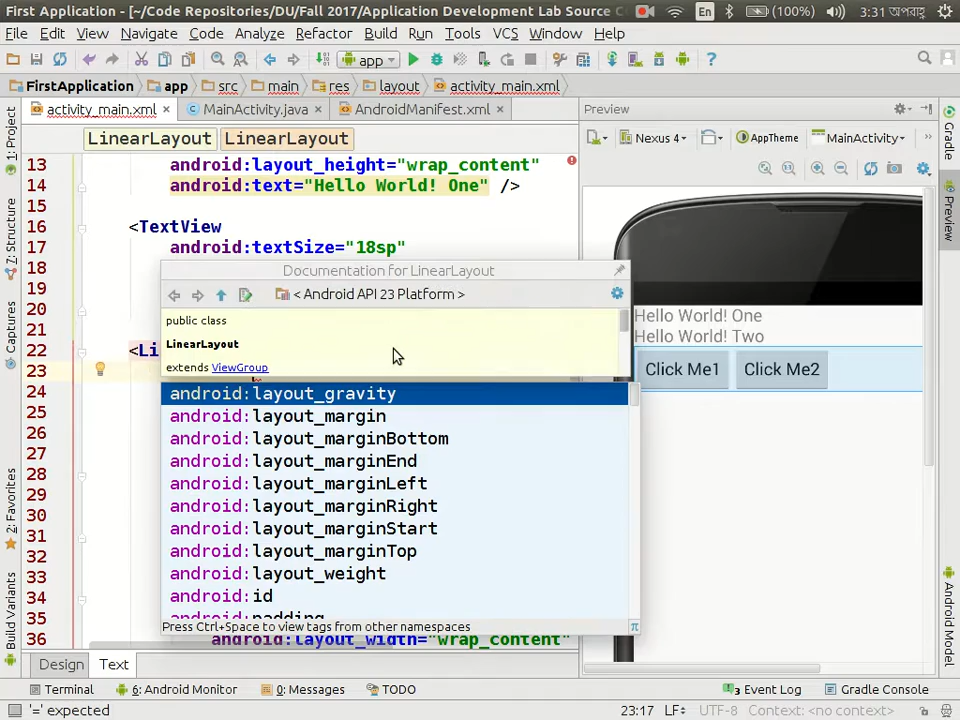 First Application - [~/Code Repositories/DU/Fall 2017/Application Development Lab Source C
En
(100%)
3:31 অপরাহ্ণ
File Edit View Navigate Code Analyze Refactor Build Run Tools VCS Window Help
app
FirstApplication app src main res layout activity_main.xml
activity_main.xml MainActivity.java AndroidManifest.xml
Preview
LinearLayout LinearLayout
Nexus 4 AppTheme MainActivity
1: Project
7: Structure
Captures
2: Favorites
Build Variants
Gradle
Preview
Android Model
13 android:layout_height="wrap_content"
14 android:text="Hello World! One" />
15
16 <TextView
17 android:textSize="18sp"
18
19
20
21
22 <Li
23
24
25
26
27
28
29
30
31
32
33
34
35
36 android:layout_width="wrap_content"
Documentation for LinearLayout
< Android API 23 Platform >
public class
LinearLayout
extends ViewGroup
android:layout_gravity
android:layout_margin
android:layout_marginBottom
android:layout_marginEnd
android:layout_marginLeft
android:layout_marginRight
android:layout_marginStart
android:layout_marginTop
android:layout_weight
android:id
android:padding
Press Ctrl+Space to view tags from other namespaces
π
Hello World! One
Hello World! Two
Click Me1 Click Me2
Design Text
Terminal 6: Android Monitor 0: Messages TODO
3 Event Log Gradle Console
'=' expected
23:17 LF÷ UTF-8 Context: <no context>